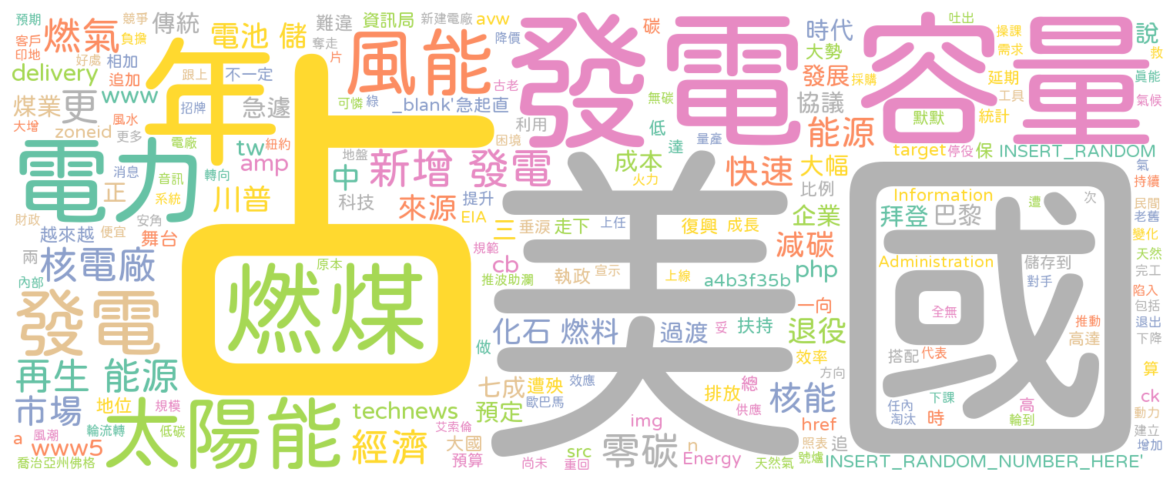 預期 競爭 傳統 資訊局 難違 新建電廠 avw
客戶 負擔 電池 儲 奪走 降價 碳 吐出 操課 說
印地 好處 燃氣 年 相加 片 風能 發電 容量 時代 需求 救
delivery 跟上 不一定 大勢 延期 眞能
追加 可憐 綠 古老 發展 採購 工具 氣候
煤業 更 www 招牌 急遽 _blank' 急起直 無碳 協議 默默 統計
大增 zoneid 風水 更多 利用 困境 低 量產 能源
電廠 tw 紐約 地盤 達 target 停役 保 INSERT_RANDOM
電力 消息 轉向 amp 中 新增 發電 成本 快速 大幅 氣
正 音訊 火力 比例 持續
系統 川普 科技 來源 提升 Information 遭 次 民間
財政 安角 占 EIA 三 垂淚 走下 上任 復興 成長 企業 拜登 巴黎 老舊
越來越 便宜 舞台 美 國 變化
兩 原本 規範 減碳 天然
核電廠 cb 執政 宣示 上線 php Administration 儲存到 完工
內部 燃煤 推波助瀾 a4b3f35b 對手 陷入
一向 包括
發電 全無 推動 退出
化石 燃料 過渡 妥 扶持 退役 高達 下降
做 搭配 代表
再生 能源 七成 遭殃 效應 效率 方向 算
排放 總 核能 任內 下課 高 ck
市場 地位 規模 太陽能 technews 預定 歐巴馬 供應 淘汰 時 輪到 動力
風潮 輪流轉 低碳 艾索倫 img href 建立
a www5 經濟 大國 src 零碳 n 照表 追 增加
喬治亞州佛格 預算 尚未 重回 Energy 天然氣 號爐 INSERT_RANDOM_NUMBER_HERE'